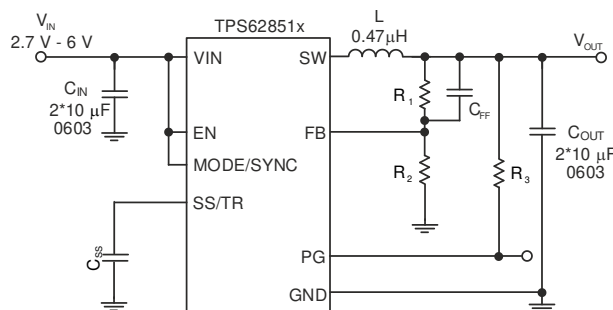 TPS62851x
V_IN
2.7 V - 6 V
VIN
SW
L
0.47µH
V_OUT
C_IN
2*10 µF
0603
EN
MODE/SYNC
FB
R_1
C_FF
R_2
R_3
C_OUT
2*10 µF
0603
SS/TR
C_SS
PG
GND